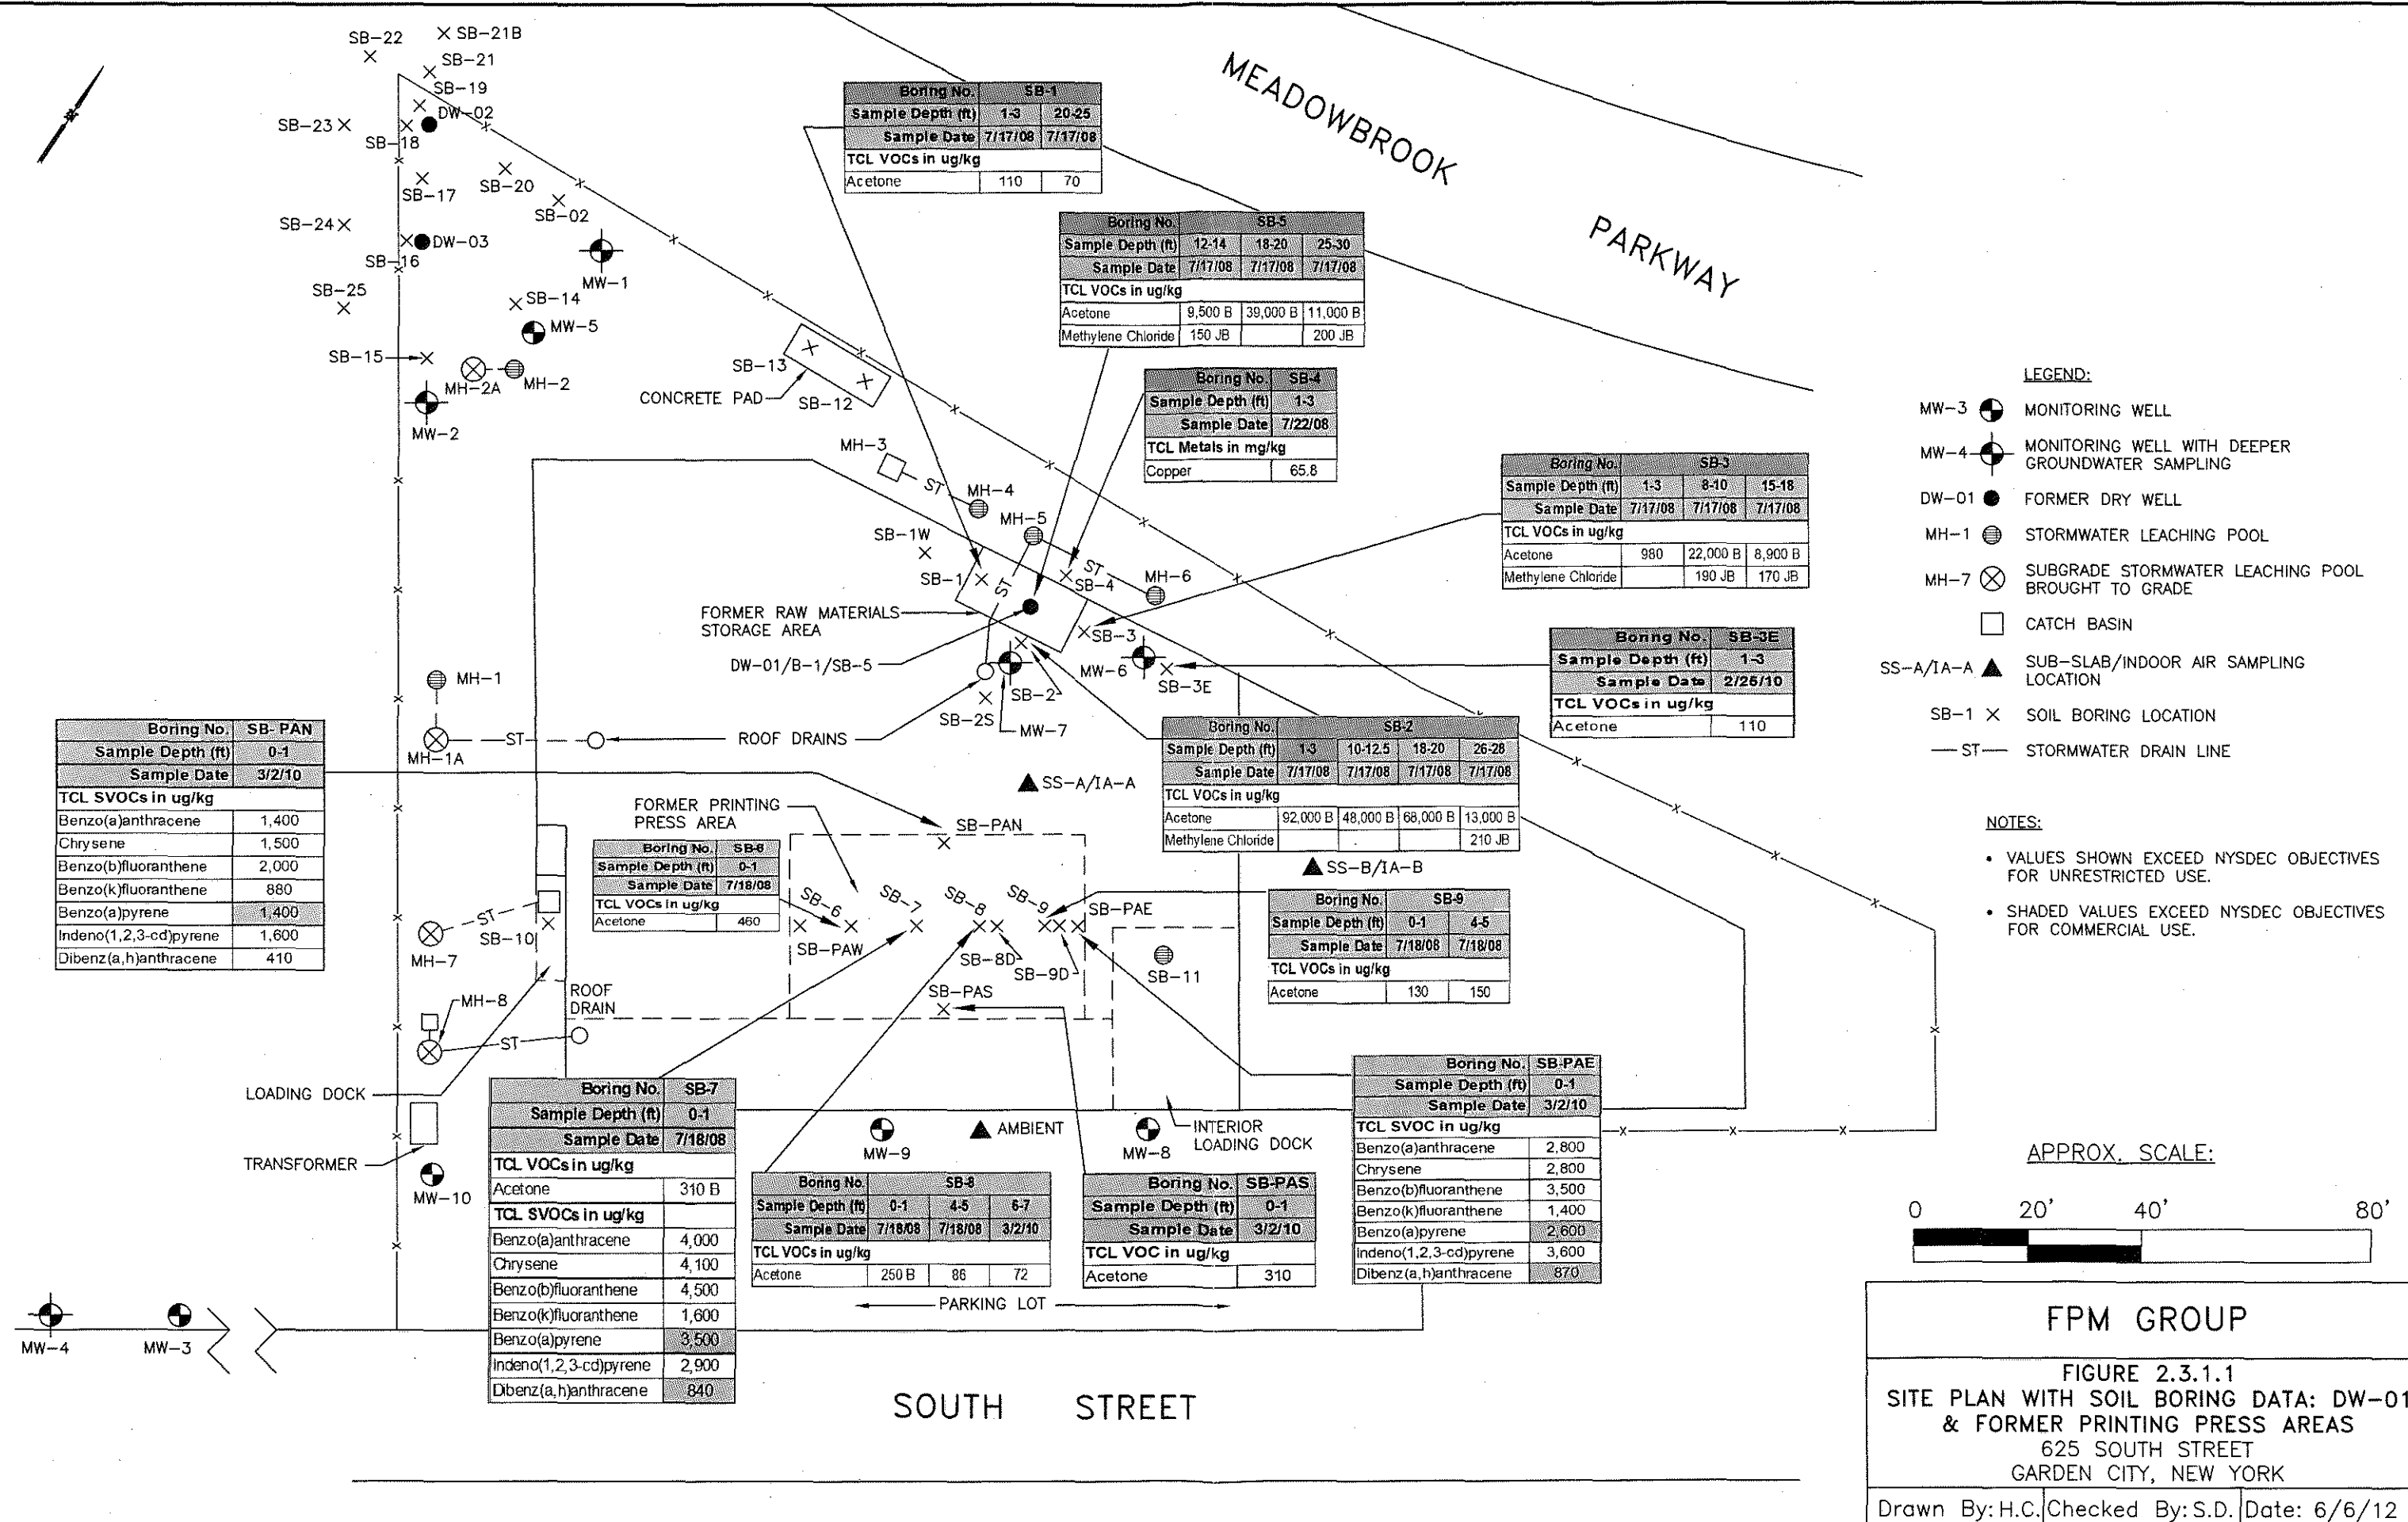 MEADOWBROOK
PARKWAY
SB-22
SB-21B
SB-21
SB-19
DW-02
SB-23
SB-18
SB-17
SB-20
SB-02
SB-24
DW-03
SB-16
MW-1
SB-25
SB-14
MW-5
SB-15
MH-2A
MH-2
MW-2
SB-13
CONCRETE PAD
SB-12
Boring No. SB-1
Sample Depth (ft) 1-3 20-25
Sample Date 7/17/08 7/17/08
TCL VOCs in ug/kg
Acetone 110 70
Boring No. SB-5
Sample Depth (ft) 12-14 18-20 25-30
Sample Date 7/17/08 7/17/08 7/17/08
TCL VOCs in ug/kg
Acetone 9,500 B 39,000 B 11,000 B
Methylene Chloride 150 JB 200 JB
Boring No. SB-4
Sample Depth (ft) 1-3
Sample Date 7/22/08
TCL Metals in mg/kg
Copper 65.8
Boring No. SB-3
Sample Depth (ft) 1-3 8-10 15-18
Sample Date 7/17/08 7/17/08 7/17/08
TCL VOCs in ug/kg
Acetone 980 22,000 B 8,900 B
Methylene Chloride 190 JB 170 JB
MH-3
ST
MH-4
MH-5
SB-1W
SB-1
ST
ST
SB-4
MH-6
FORMER RAW MATERIALS
STORAGE AREA
SB-3
DW-01/B-1/SB-5
MW-6
SB-3E
SB-2
SB-2S
MW-7
Boring No. SB-3E
Sample Depth (ft) 1-3
Sample Date 2/25/10
TCL VOCs in ug/kg
Acetone 110
MH-1
MH-1A
ST
ROOF DRAINS
Boring No. SB-2
Sample Depth (ft) 1-3 10-12.5 18-20 26-28
Sample Date 7/17/08 7/17/08 7/17/08 7/17/08
TCL VOCs in ug/kg
Acetone 92,000 B 48,000 B 68,000 B 13,000 B
Methylene Chloride 210 JB
Boring No. SB-PAN
Sample Depth (ft) 0-1
Sample Date 3/2/10
TCL SVOCs in ug/kg
Benzo(a)anthracene 1,400
Chrysene 1,500
Benzo(b)fluoranthene 2,000
Benzo(k)fluoranthene 880
Benzo(a)pyrene 1,400
Indeno(1,2,3-cd)pyrene 1,600
Dibenz(a,h)anthracene 410
SS-A/IA-A
FORMER PRINTING
PRESS AREA
SB-PAN
Boring No. SB-6
Sample Depth (ft) 0-1
Sample Date 7/18/08
TCL VOCs in ug/kg
Acetone 460
SS-B/IA-B
SB-6
SB-7
SB-8
SB-9
SB-PAE
SB-PAW
SB-8D
SB-9D
SB-11
SB-PAS
Boring No. SB-9
Sample Depth (ft) 0-1 4-5
Sample Date 7/18/08 7/18/08
TCL VOCs in ug/kg
Acetone 130 150
ST
SB-10
MH-7
MH-8
ROOF
DRAIN
ST
LOADING DOCK
TRANSFORMER
MW-10
MW-9
AMBIENT
MW-8
INTERIOR
LOADING DOCK
Boring No. SB-7
Sample Depth (ft) 0-1
Sample Date 7/18/08
TCL VOCs in ug/kg
Acetone 310 B
TCL SVOCs in ug/kg
Benzo(a)anthracene 4,000
Chrysene 4,100
Benzo(b)fluoranthene 4,500
Benzo(k)fluoranthene 1,600
Benzo(a)pyrene 3,500
Indeno(1,2,3-cd)pyrene 2,900
Dibenz(a,h)anthracene 840
Boring No. SB-8
Sample Depth (ft) 0-1 4-5 6-7
Sample Date 7/18/08 7/18/08 3/2/10
TCL VOCs in ug/kg
Acetone 250 B 86 72
Boring No. SB-PAS
Sample Depth (ft) 0-1
Sample Date 3/2/10
TCL VOC in ug/kg
Acetone 310
Boring No. SB-PAE
Sample Depth (ft) 0-1
Sample Date 3/2/10
TCL SVOC in ug/kg
Benzo(a)anthracene 2,800
Chrysene 2,800
Benzo(b)fluoranthene 3,500
Benzo(k)fluoranthene 1,400
Benzo(a)pyrene 2,600
Indeno(1,2,3-cd)pyrene 3,600
Dibenz(a,h)anthracene 870
PARKING LOT
MW-4
MW-3
SOUTH STREET
LEGEND:
MW-3 MONITORING WELL
MW-4 MONITORING WELL WITH DEEPER
GROUNDWATER SAMPLING
DW-01 FORMER DRY WELL
MH-1 STORMWATER LEACHING POOL
MH-7 SUBGRADE STORMWATER LEACHING POOL
BROUGHT TO GRADE
CATCH BASIN
SS-A/IA-A SUB-SLAB/INDOOR AIR SAMPLING
LOCATION
SB-1 SOIL BORING LOCATION
ST STORMWATER DRAIN LINE
NOTES:
• VALUES SHOWN EXCEED NYSDEC OBJECTIVES
FOR UNRESTRICTED USE.
• SHADED VALUES EXCEED NYSDEC OBJECTIVES
FOR COMMERCIAL USE.
APPROX. SCALE:
0 20' 40' 80'
FPM GROUP
FIGURE 2.3.1.1
SITE PLAN WITH SOIL BORING DATA: DW-01
& FORMER PRINTING PRESS AREAS
625 SOUTH STREET
GARDEN CITY, NEW YORK
Drawn By: H.C. Checked By: S.D. Date: 6/6/12